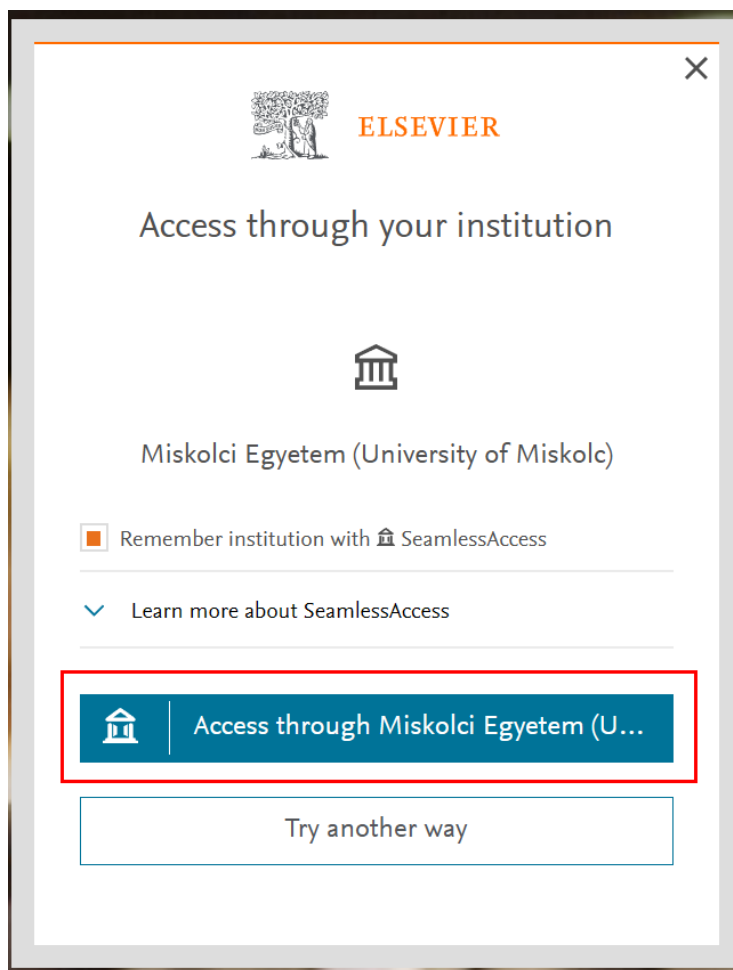 ELSEVIER
Access through your institution
Miskolci Egyetem (University of Miskolc)
Remember institution with SeamlessAccess
Learn more about SeamlessAccess
Access through Miskolci Egyetem (U...
Try another way